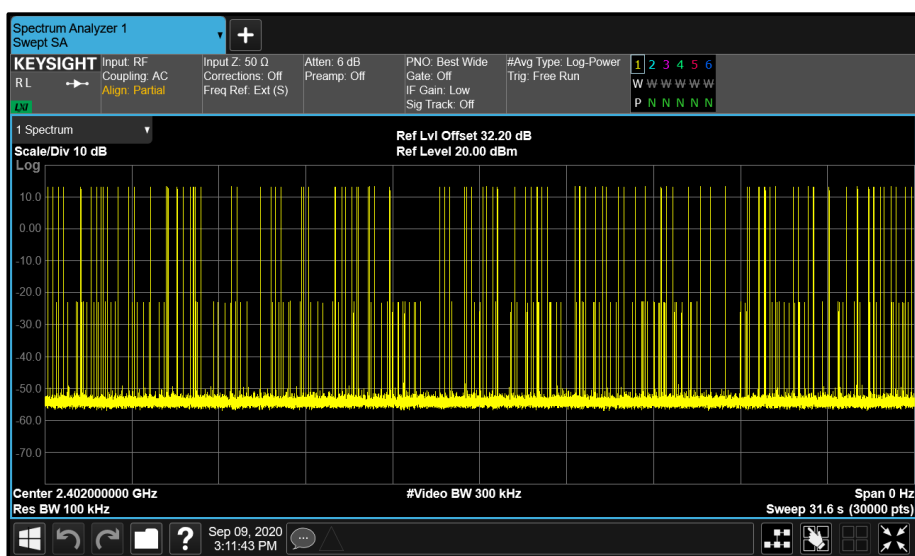 Spectrum Analyzer 1
Swept SA
KEYSIGHT
R L
LXI
Input: RF
Coupling: AC
Align: Partial
Input Z: 50 Ω
Corrections: Off
Freq Ref: Ext (S)
Atten: 6 dB
Preamp: Off
PNO: Best Wide
Gate: Off
IF Gain: Low
Sig Track: Off
#Avg Type: Log-Power
Trig: Free Run
1 2 3 4 5 6
W W W W W W
P N N N N N
1 Spectrum
Scale/Div 10 dB
Ref Lvl Offset 32.20 dB
Ref Level 20.00 dBm
Log
10.0
0.00
-10.0
-20.0
-30.0
-40.0
-50.0
-60.0
-70.0
Center 2.402000000 GHz
#Video BW 300 kHz
Span 0 Hz
Res BW 100 kHz
Sweep 31.6 s (30000 pts)
?
Sep 09, 2020
3:11:43 PM